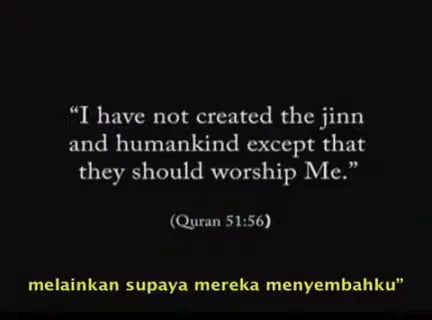 “I have not created the jinn
and humankind except that
they should worship Me.”
(Quran 51:56)
melainkan supaya mereka menyembahku”